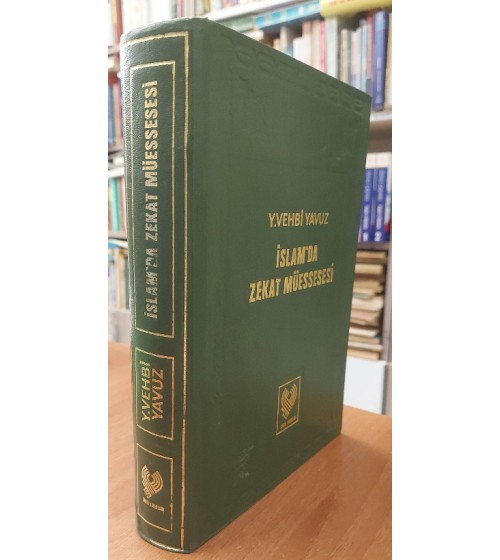 Y.VEHBİ YAVUZ
İSLAM'DA
ZEKAT MÜESSESESİ
İSLAM'DA ZEKAT MÜESSESESİ
Y.VEHBİ
YAVUZ